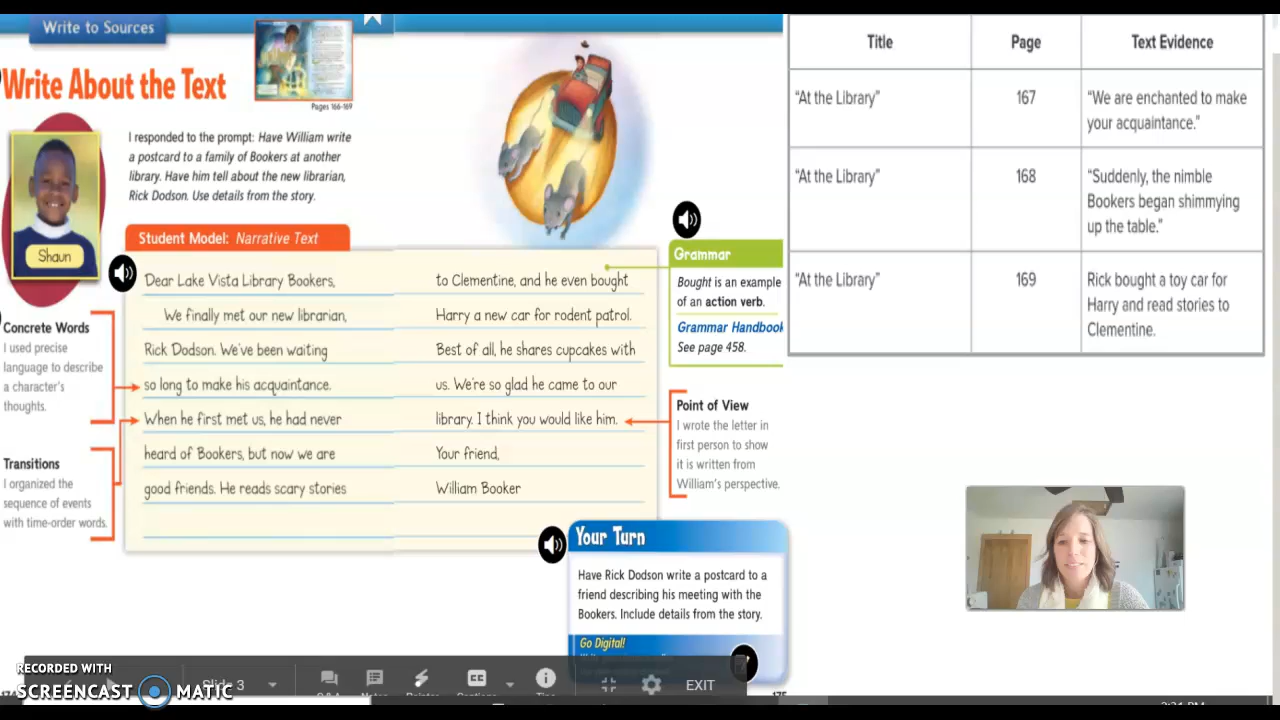 Write to Sources
Write About the Text
Pages 166-169
I responded to the prompt: Have William write
a postcard to a family of Bookers at another
library. Have him tell about the new librarian,
Rick Dodson. Use details from the story.
Shaun
Student Model: Narrative Text
Dear Lake Vista Library Bookers,
We finally met our new librarian,
Rick Dodson. We've been waiting
so long to make his acquaintance.
When he first met us, he had never
heard of Bookers, but now we are
good friends. He reads scary stories
to Clementine, and he even bought
Harry a new car for rodent patrol.
Best of all, he shares cupcakes with
us. We're so glad he came to our
library. I think you would like him.
Your friend,
William Booker
Concrete Words
I used precise
language to describe
a character's
thoughts.
Transitions
I organized the
sequence of events
with time-order words.
Grammar
Bought is an example
of an action verb.
Grammar Handbook
See page 458.
Point of View
I wrote the letter in
first person to show
it is written from
William's perspective.
Your Turn
Have Rick Dodson write a postcard to a
friend describing his meeting with the
Bookers. Include details from the story.
Go Digital!
Title Page Text Evidence
"At the Library" 167 "We are enchanted to make
your acquaintance."
"At the Library" 168 "Suddenly, the nimble
Bookers began shimmying
up the table."
"At the Library" 169 Rick bought a toy car for
Harry and read stories to
Clementine.
RECORDED WITH
SCREENCAST MATIC
Slide 3
EXIT